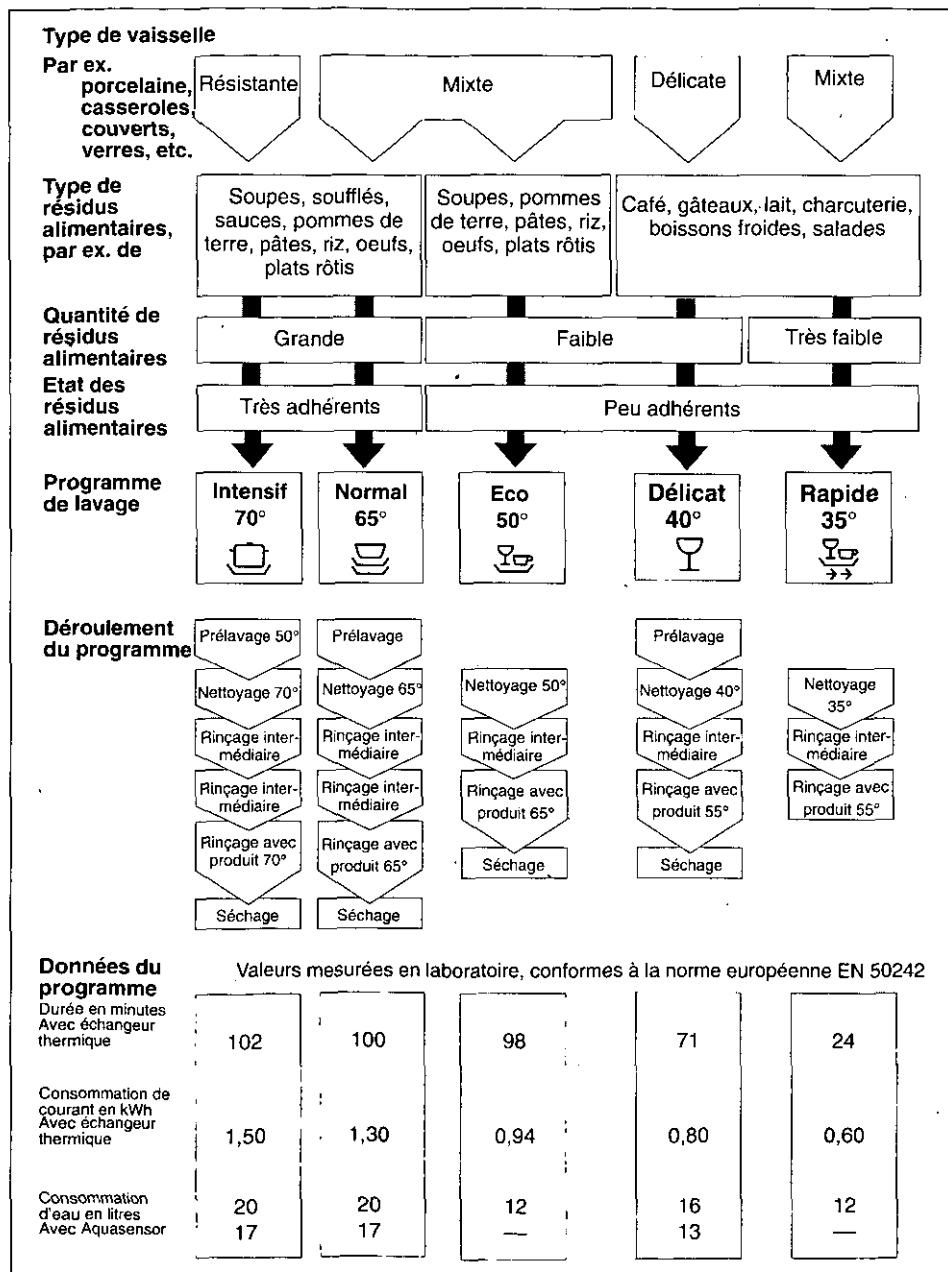 Type de vaisselle
Par ex.
porcelaine,
casseroles,
couverts,
verres, etc.
Résistante
Mixte
Délicate
Mixte
Type de
résidus
alimentaires,
par ex. de
Soupes, soufflés,
sauces, pommes de
terre, pâtes, riz, oeufs,
plats rôtis
Soupes, pommes
de terre, pâtes, riz,
oeufs, plats rôtis
Café, gâteaux, lait, charcuterie,
boissons froides, salades
Quantité de
résidus
alimentaires
Grande
Faible
Très faible
Etat des
résidus
alimentaires
Très adhérents
Peu adhérents
Programme
de lavage
Intensif
70°
Normal
65°
Eco
50°
Délicat
40°
Rapide
35°
Déroulement
du programme
Prélavage 50°
Nettoyage 70°
Rinçage inter-
médiaire
Rinçage inter-
médiaire
Rinçage avec
produit 70°
Séchage
Prélavage
Nettoyage 65°
Rinçage inter-
médiaire
Rinçage inter-
médiaire
Rinçage avec
produit 65°
Séchage
Nettoyage 50°
Rinçage inter-
médiaire
Rinçage avec
produit 65°
Séchage
Prélavage
Nettoyage 40°
Rinçage inter-
médiaire
Rinçage avec
produit 55°
Séchage
Nettoyage
35°
Rinçage inter-
médiaire
Rinçage avec
produit 55°
Données du
programme
Valeurs mesurées en laboratoire, conformes à la norme européenne EN 50242
Durée en minutes
Avec échangeur
thermique
102 100 98 71 24
Consommation de
courant en kWh
Avec échangeur
thermique
1,50 1,30 0,94 0,80 0,60
Consommation
d'eau en litres
Avec Aquasensor
20 20 12 16 12
17 17 — 13 —